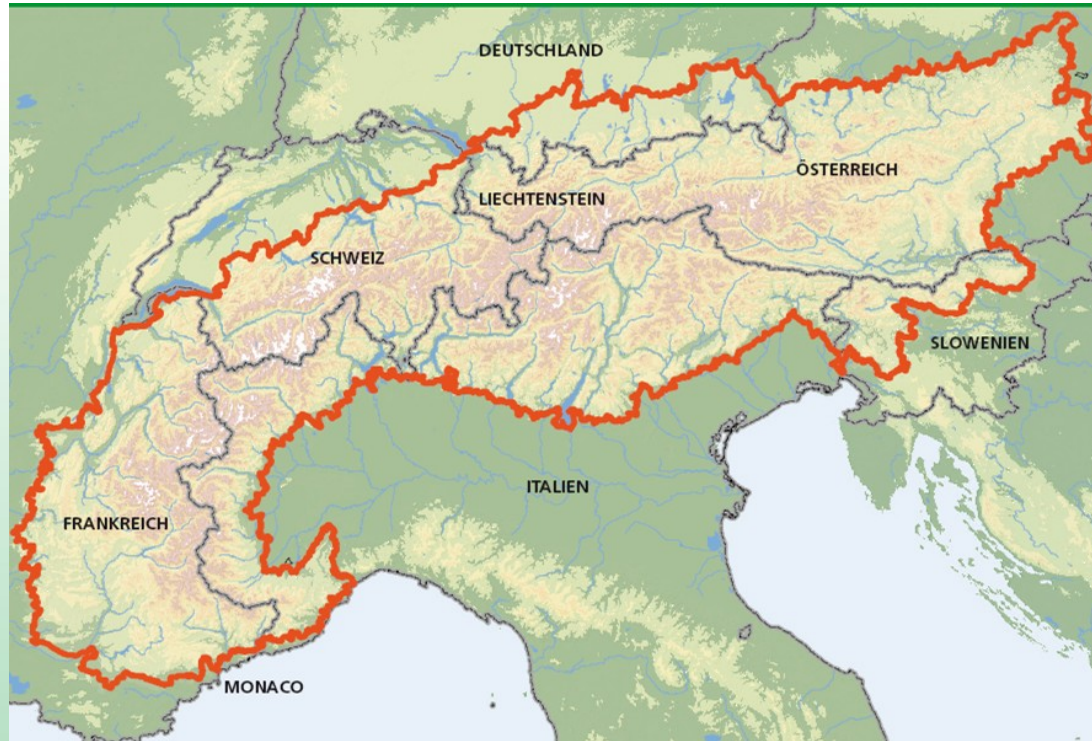 DEUTSCHLAND
ÖSTERREICH
LIECHTENSTEIN
SCHWEIZ
SLOWENIEN
ITALIEN
FRANKREICH
MONACO